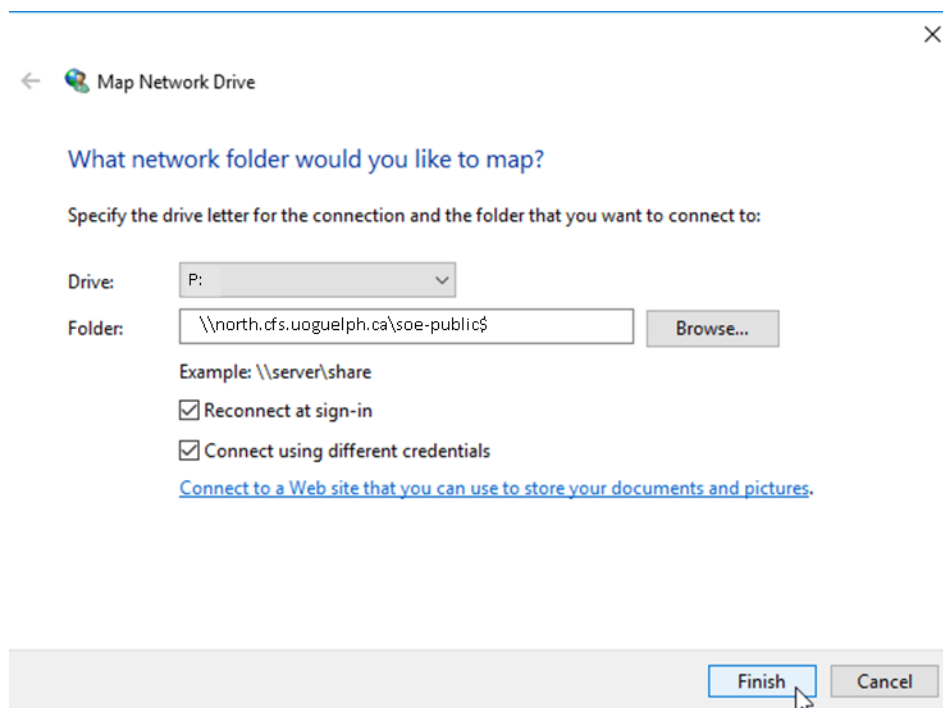 Map Network Drive
What network folder would you like to map?
Specify the drive letter for the connection and the folder that you want to connect to:
Drive: P:
Folder: \\north.cfs.uoguelph.ca\soe-public$ Browse...
Example: \\server\share
Reconnect at sign-in
Connect using different credentials
Connect to a Web site that you can use to store your documents and pictures.
Finish Cancel